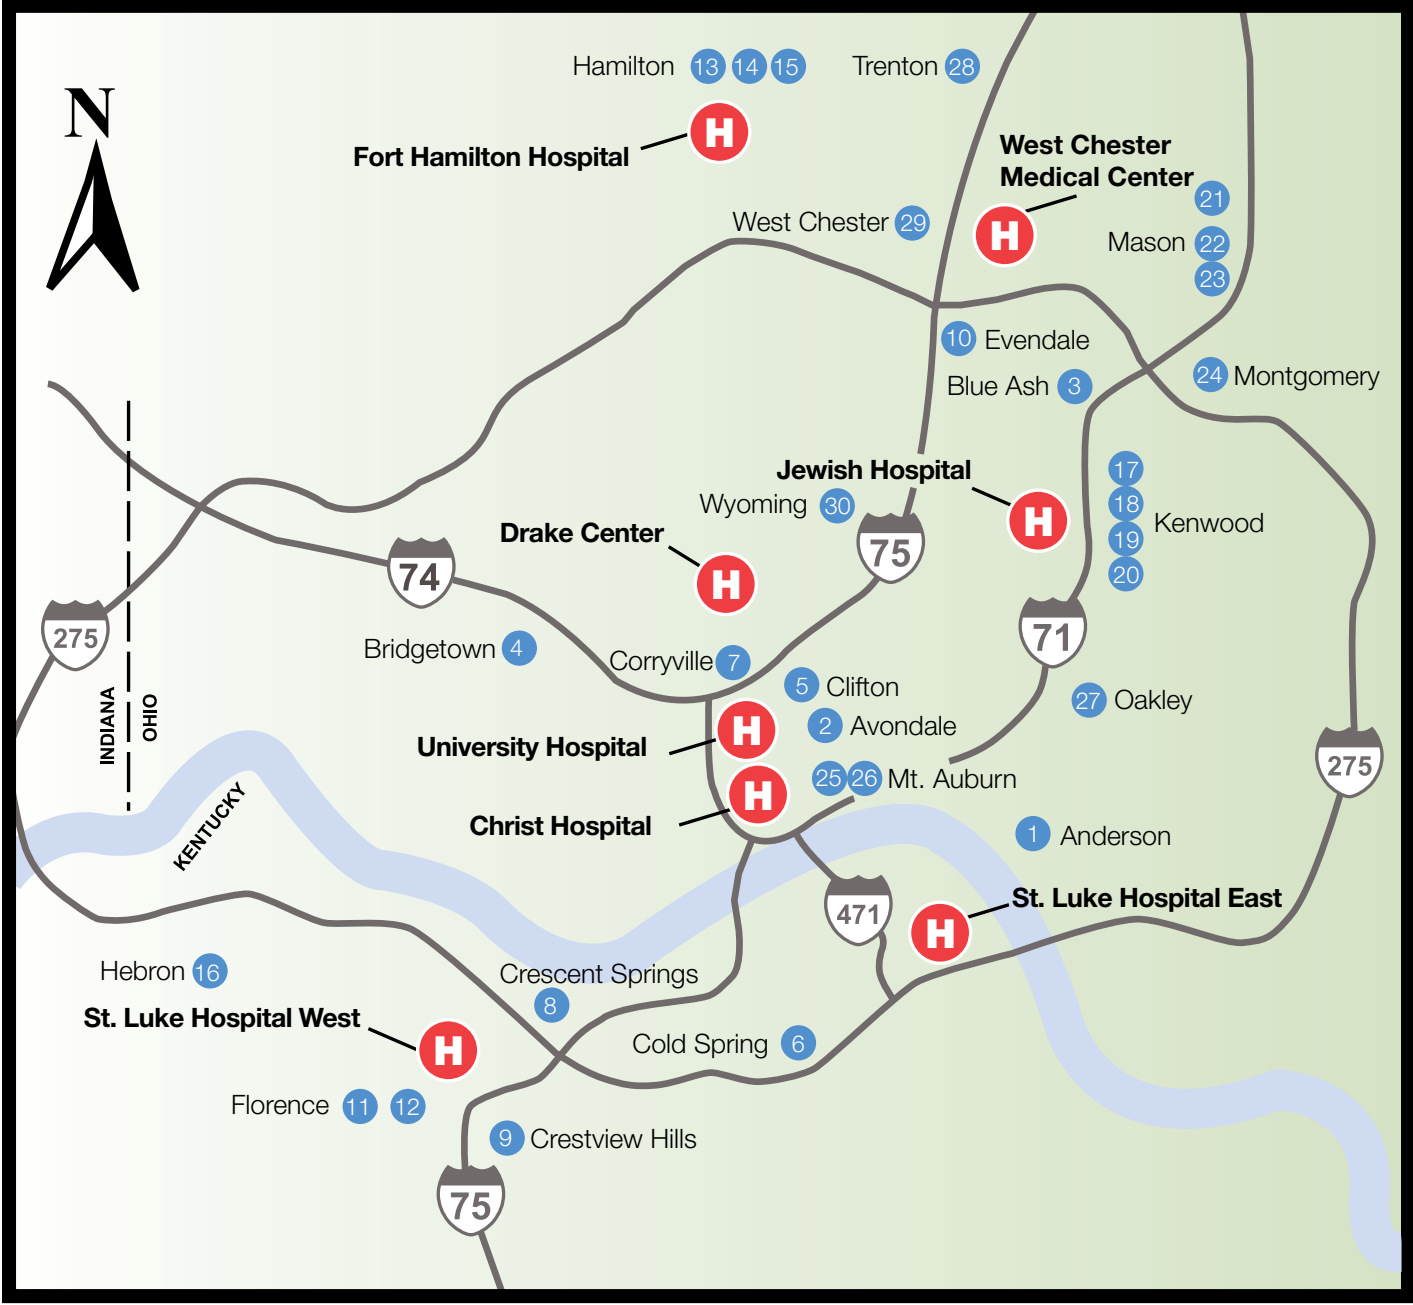 Hamilton 13 14 15
Trenton 28
N
Fort Hamilton Hospital
H
West Chester
Medical Center
H
21
Mason 22
23
West Chester 29
10 Evendale
Blue Ash 3
24 Montgomery
Jewish Hospital
H
17
18
Kenwood
19
20
Wyoming 30
75
Drake Center
H
74
275
71
Bridgetown 4
Corryville 7
5 Clifton
27 Oakley
2 Avondale
INDIANA
OHIO
University Hospital
H
275
25 26 Mt. Auburn
Christ Hospital
H
KENTUCKY
1 Anderson
471
St. Luke Hospital East
H
Hebron 16
Crescent Springs
8
St. Luke Hospital West
H
Cold Spring 6
Florence 11 12
9 Crestview Hills
75